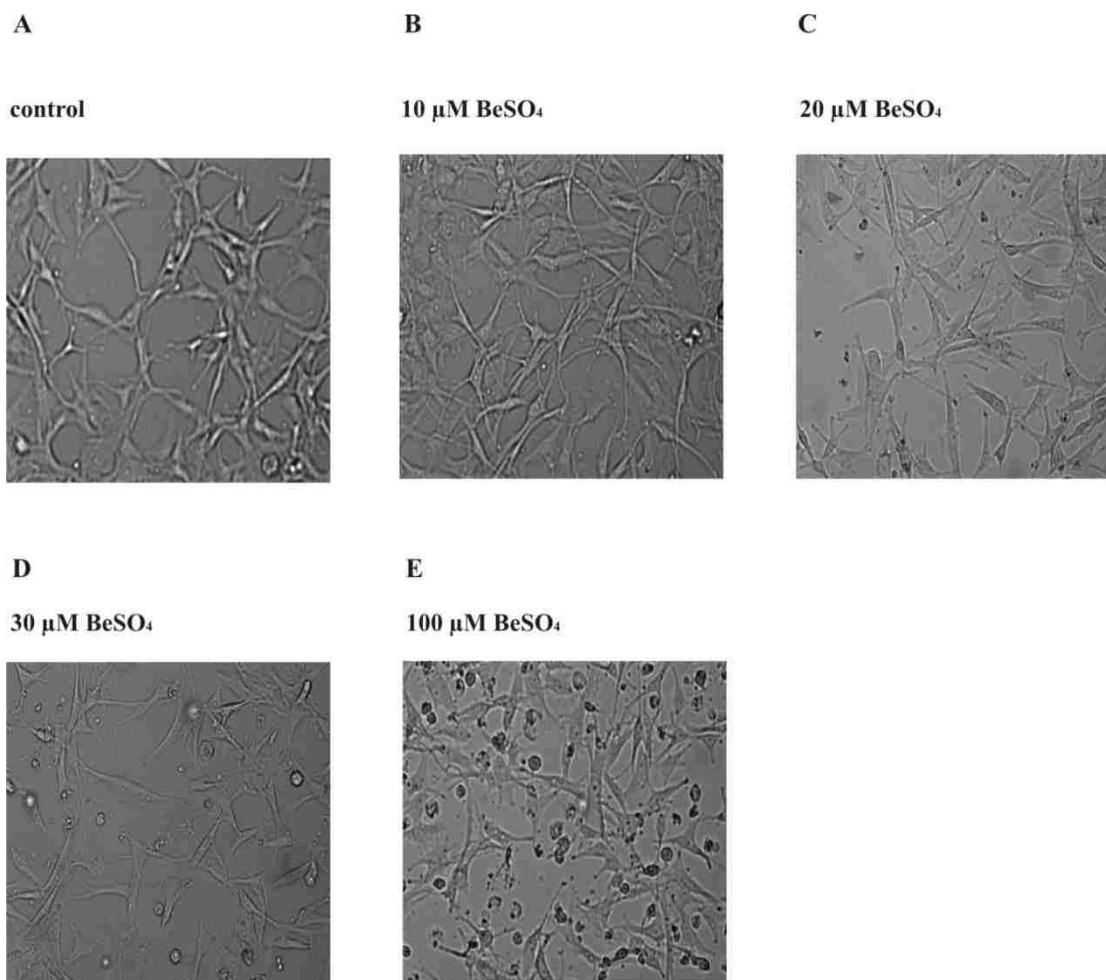 A
B
C
control
10 µM BeSO₄
20 µM BeSO₄
D
E
30 µM BeSO₄
100 µM BeSO₄